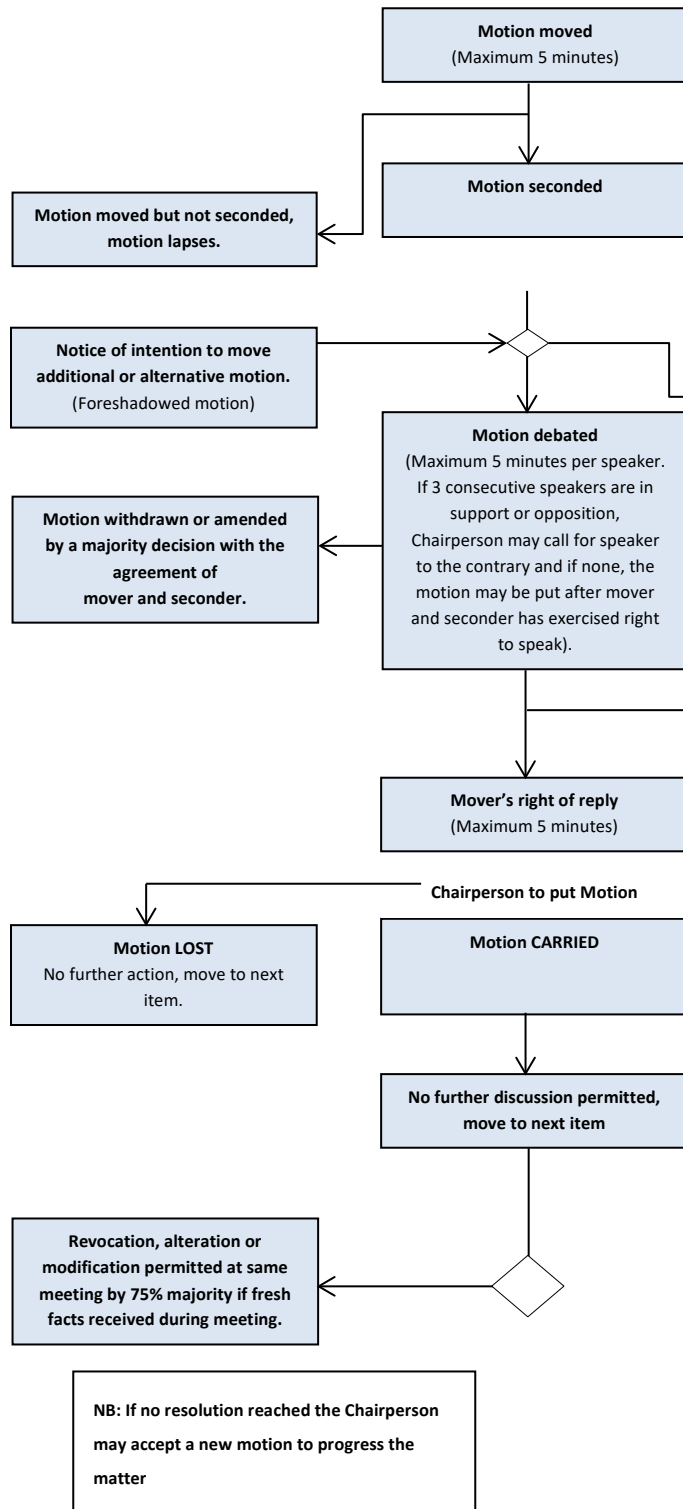 Motion moved
(Maximum 5 minutes)
Motion seconded
Motion moved but not seconded,
motion lapses.
Notice of intention to move
additional or alternative motion.
(Foreshadowed motion)
Motion debated
(Maximum 5 minutes per speaker.
If 3 consecutive speakers are in
support or opposition,
Chairperson may call for speaker
to the contrary and if none, the
motion may be put after mover
and seconder has exercised right
to speak).
Motion withdrawn or amended
by a majority decision with the
agreement of
mover and seconder.
Mover’s right of reply
(Maximum 5 minutes)
Chairperson to put Motion
Motion LOST
No further action, move to next
item.
Motion CARRIED
No further discussion permitted,
move to next item
Revocation, alteration or
modification permitted at same
meeting by 75% majority if fresh
facts received during meeting.
NB: If no resolution reached the Chairperson
may accept a new motion to progress the
matter